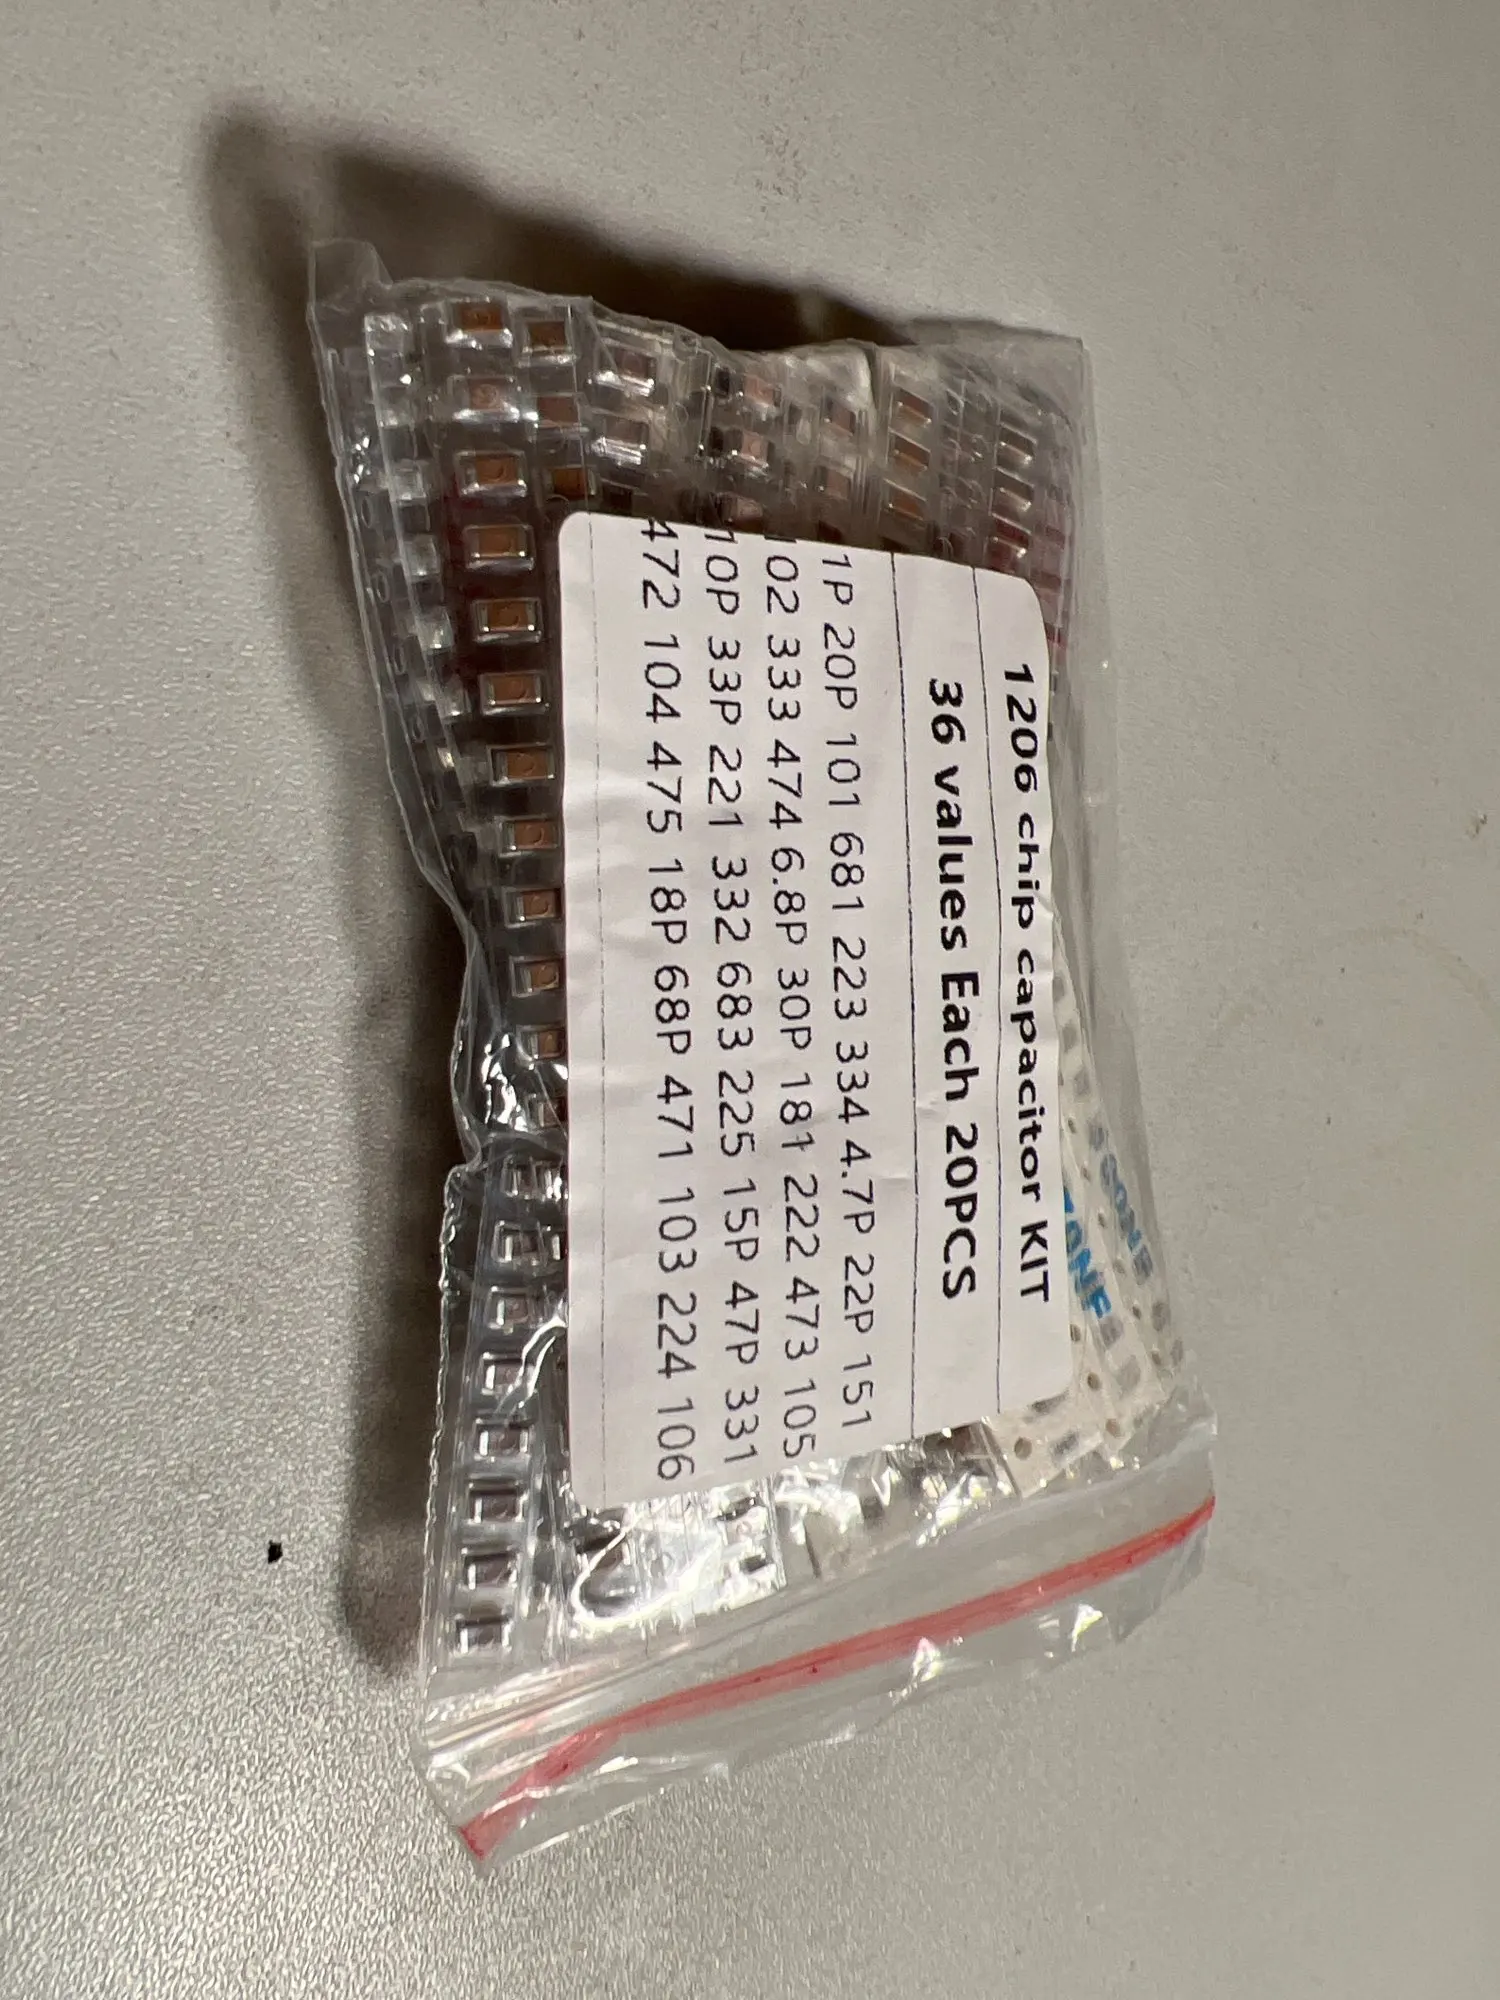 1206 chip capacitor KIT
36 values Each 20PCS
1P 20P 101 681 223 334 4.7P 22P 151
102 333 474 6.8P 30P 181 222 473 105
10P 33P 221 332 683 225 15P 47P 331
472 104 475 18P 68P 471 103 224 106